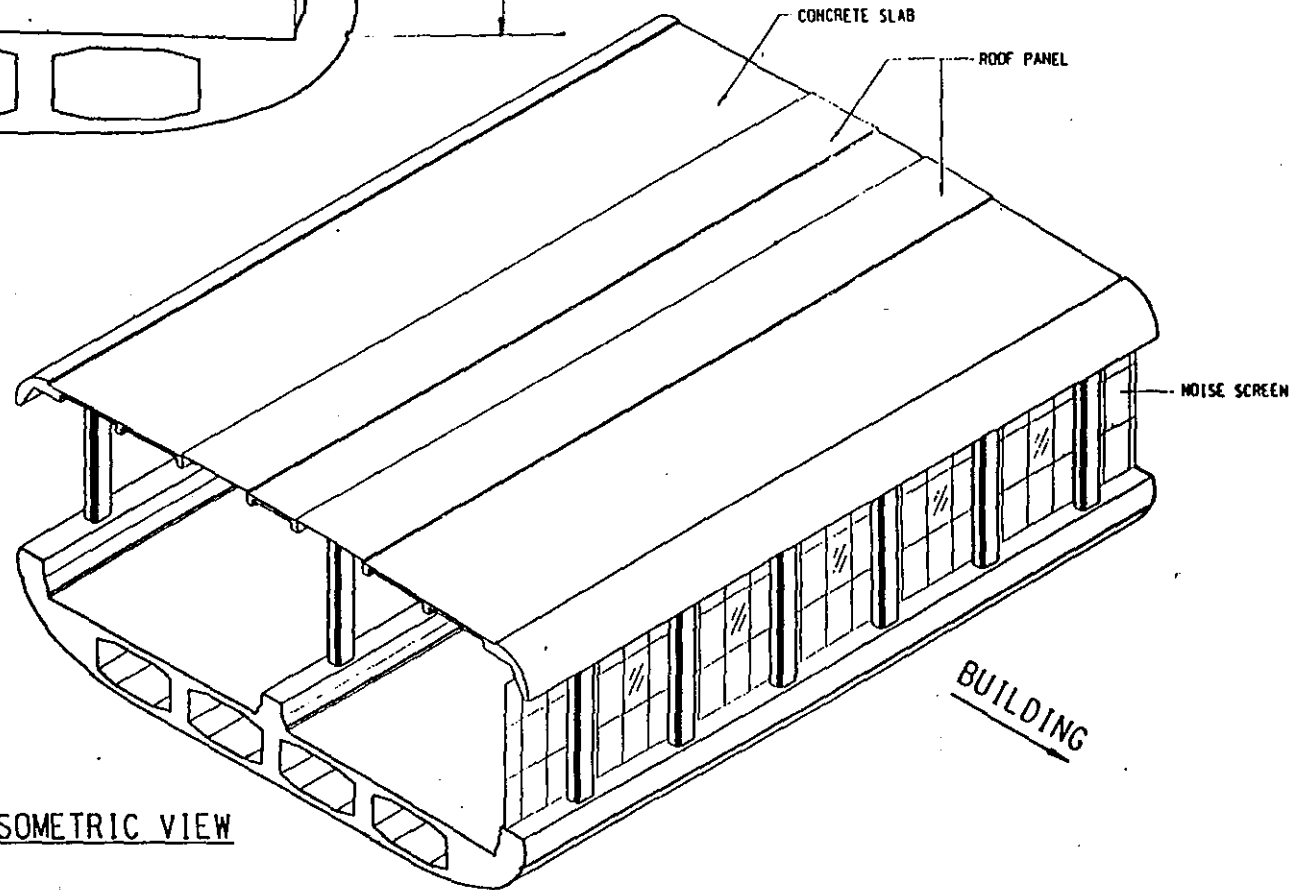 CONCRETE SLAB
ROOF PANEL
NOISE SCREEN
BUILDING
SOMETRIC VIEW